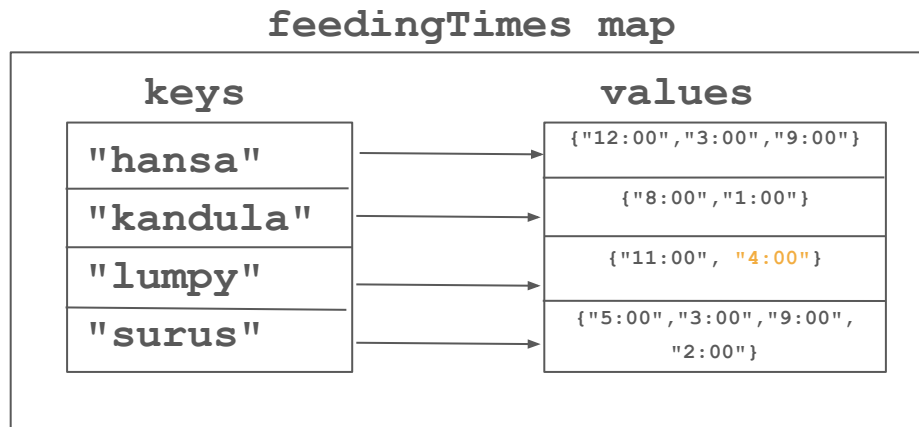 feedingTimes map
keys
values
"hansa"
{"12:00","3:00","9:00"}
"kandula"
{"8:00","1:00"}
"lumpy"
{"11:00", "4:00"}
"surus"
{"5:00","3:00","9:00",
"2:00"}